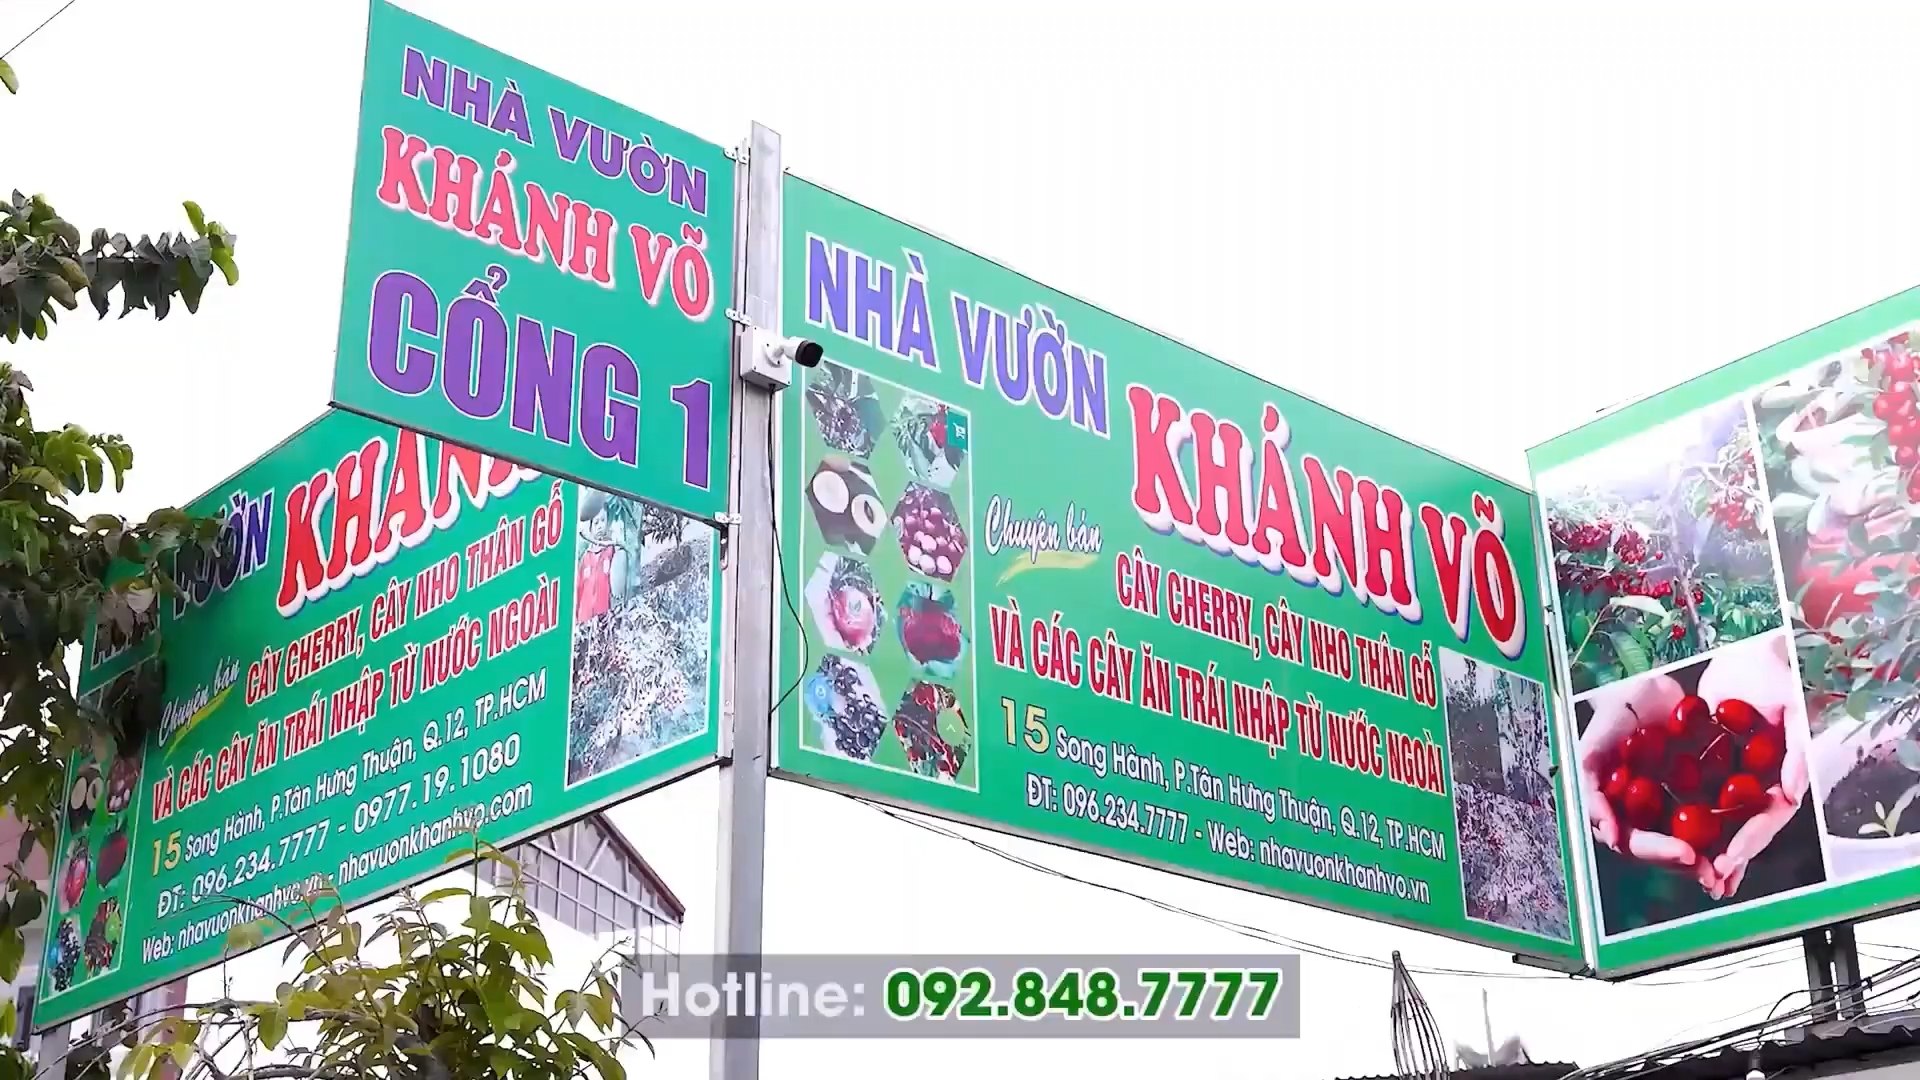 NHÀ VƯỜN
KHÁNH VÕ
CỔNG 1
VƯỜN KHÁNH
Chuyên bán
CÂY CHERRY, CÂY NHO THÂN GỖ
VÀ CÁC CÂY ĂN TRÁI NHẬP TỪ NƯỚC NGOÀI
15 Song Hành, P.Tân Hưng Thuận, Q.12, TP.HCM
ĐT: 096.234.7777 - 0977.19.1080
Web: nhavuonkhanhvo.vn - nhavuonkhanhvo.com
NHÀ VƯỜN
KHÁNH VÕ
Chuyên bán
CÂY CHERRY, CÂY NHO THÂN GỖ
VÀ CÁC CÂY ĂN TRÁI NHẬP TỪ NƯỚC NGOÀI
15 Song Hành, P.Tân Hưng Thuận, Q.12, TP.HCM
ĐT: 096.234.7777 - Web: nhavuonkhanhvo.vn
Hotline: 092.848.7777